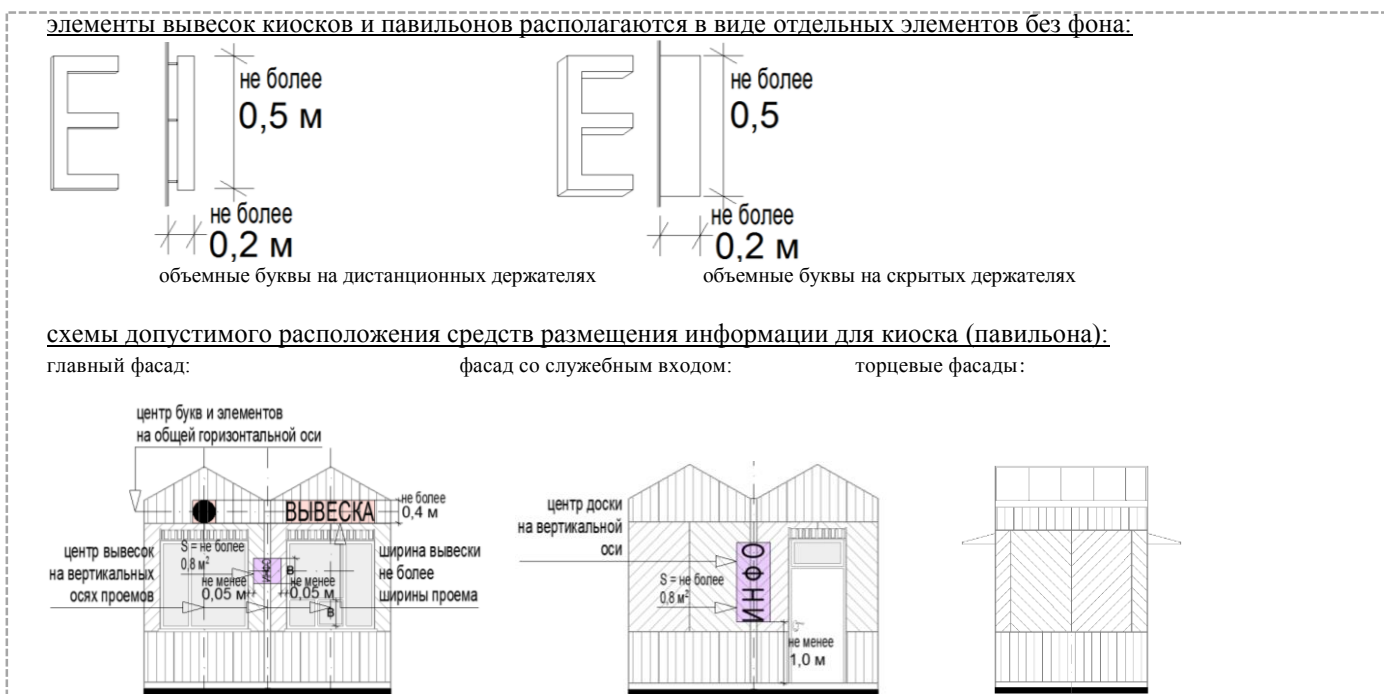 элементы вывесок киосков и павильонов располагаются в виде отдельных элементов без фона:
Е
не более
0,5 м
не более
0,2 м
Е
не более
0,5
не более
0,2 м
объемные буквы на дистанционных держателях
объемные буквы на скрытых держателях
схемы допустимого расположения средств размещения информации для киоска (павильона):
главный фасад:
фасад со служебным входом:
торцевые фасады:
центр букв и элементов
на общей горизонтальной оси
ВЫВЕСКА
не более
0,4 м
центр вывесок
на вертикальных
осях проемов
S = не более
0,8 м²
не менее
0,05 м
В
не менее
0,05 м
В
ширина вывески
не более
ширины проема
центр доски
на вертикальной
оси
S = не более
0,8 м²
ИНФО
не менее
1,0 м